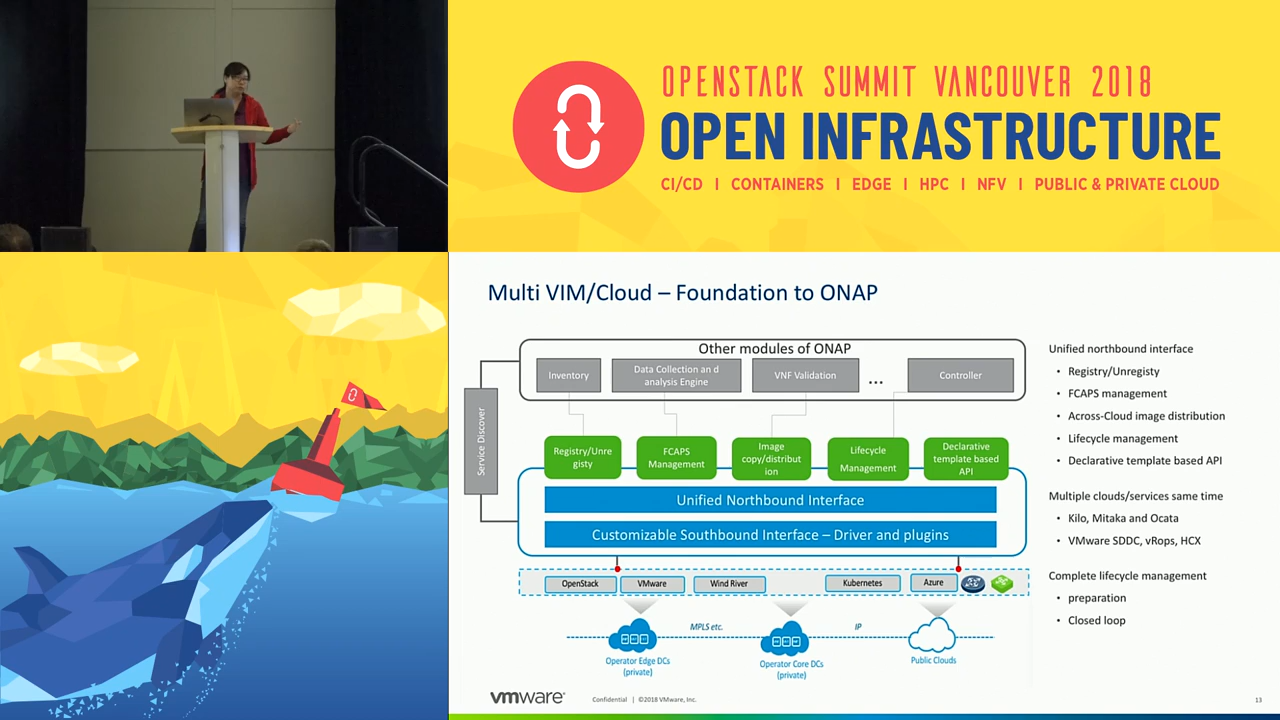 OPENSTACK SUMMIT VANCOUVER 2018
OPEN INFRASTRUCTURE
CI/CD I CONTAINERS I EDGE I HPC I NFV I PUBLIC & PRIVATE CLOUD
Multi VIM/Cloud – Foundation to ONAP
Other modules of ONAP
Inventory
Data Collection an d
analysis Engine
VNF Validation
...
Controller
Service Discover
Registry/Unre
gisty
FCAPS
Management
Image
copy/distribut
ion
Lifecycle
Management
Declarative
template based
API
Unified Northbound Interface
Customizable Southbound Interface – Driver and plugins
OpenStack
VMware
Wind River
Kubernetes
Azure
MPLS etc.
IP
Operator Edge DCs
(private)
Operator Core DCs
(private)
Public Clouds
Unified northbound interface
• Registry/Unregisty
• FCAPS management
• Across-Cloud image distribution
• Lifecycle management
• Declarative template based API
Multiple clouds/services same time
• Kilo, Mitaka and Ocata
• VMware SDDC, vRops, HCX
Complete lifecycle management
• preparation
• Closed loop
vmware
Confidential | ©2018 VMware, Inc.
13